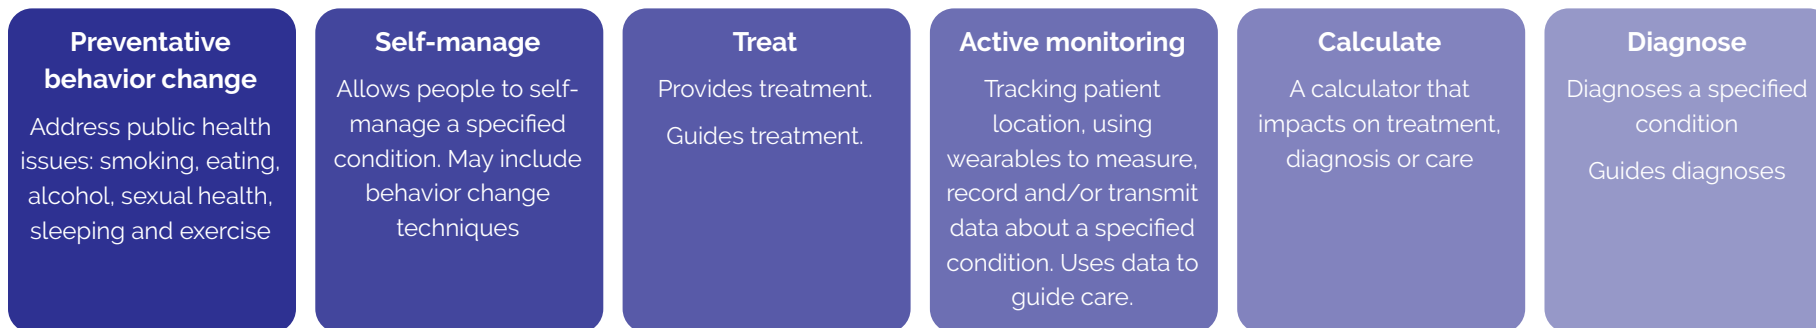 Preventative
behavior change
Address public health
issues: smoking, eating,
alcohol, sexual health,
sleeping and exercise
Self-manage
Allows people to self-
manage a specified
condition. May include
behavior change
techniques
Treat
Provides treatment.
Guides treatment.
Active monitoring
Tracking patient
location, using
wearables to measure,
record and/or transmit
data about a specified
condition. Uses data to
guide care.
Calculate
A calculator that
impacts on treatment,
diagnosis or care
Diagnose
Diagnoses a specified
condition
Guides diagnoses